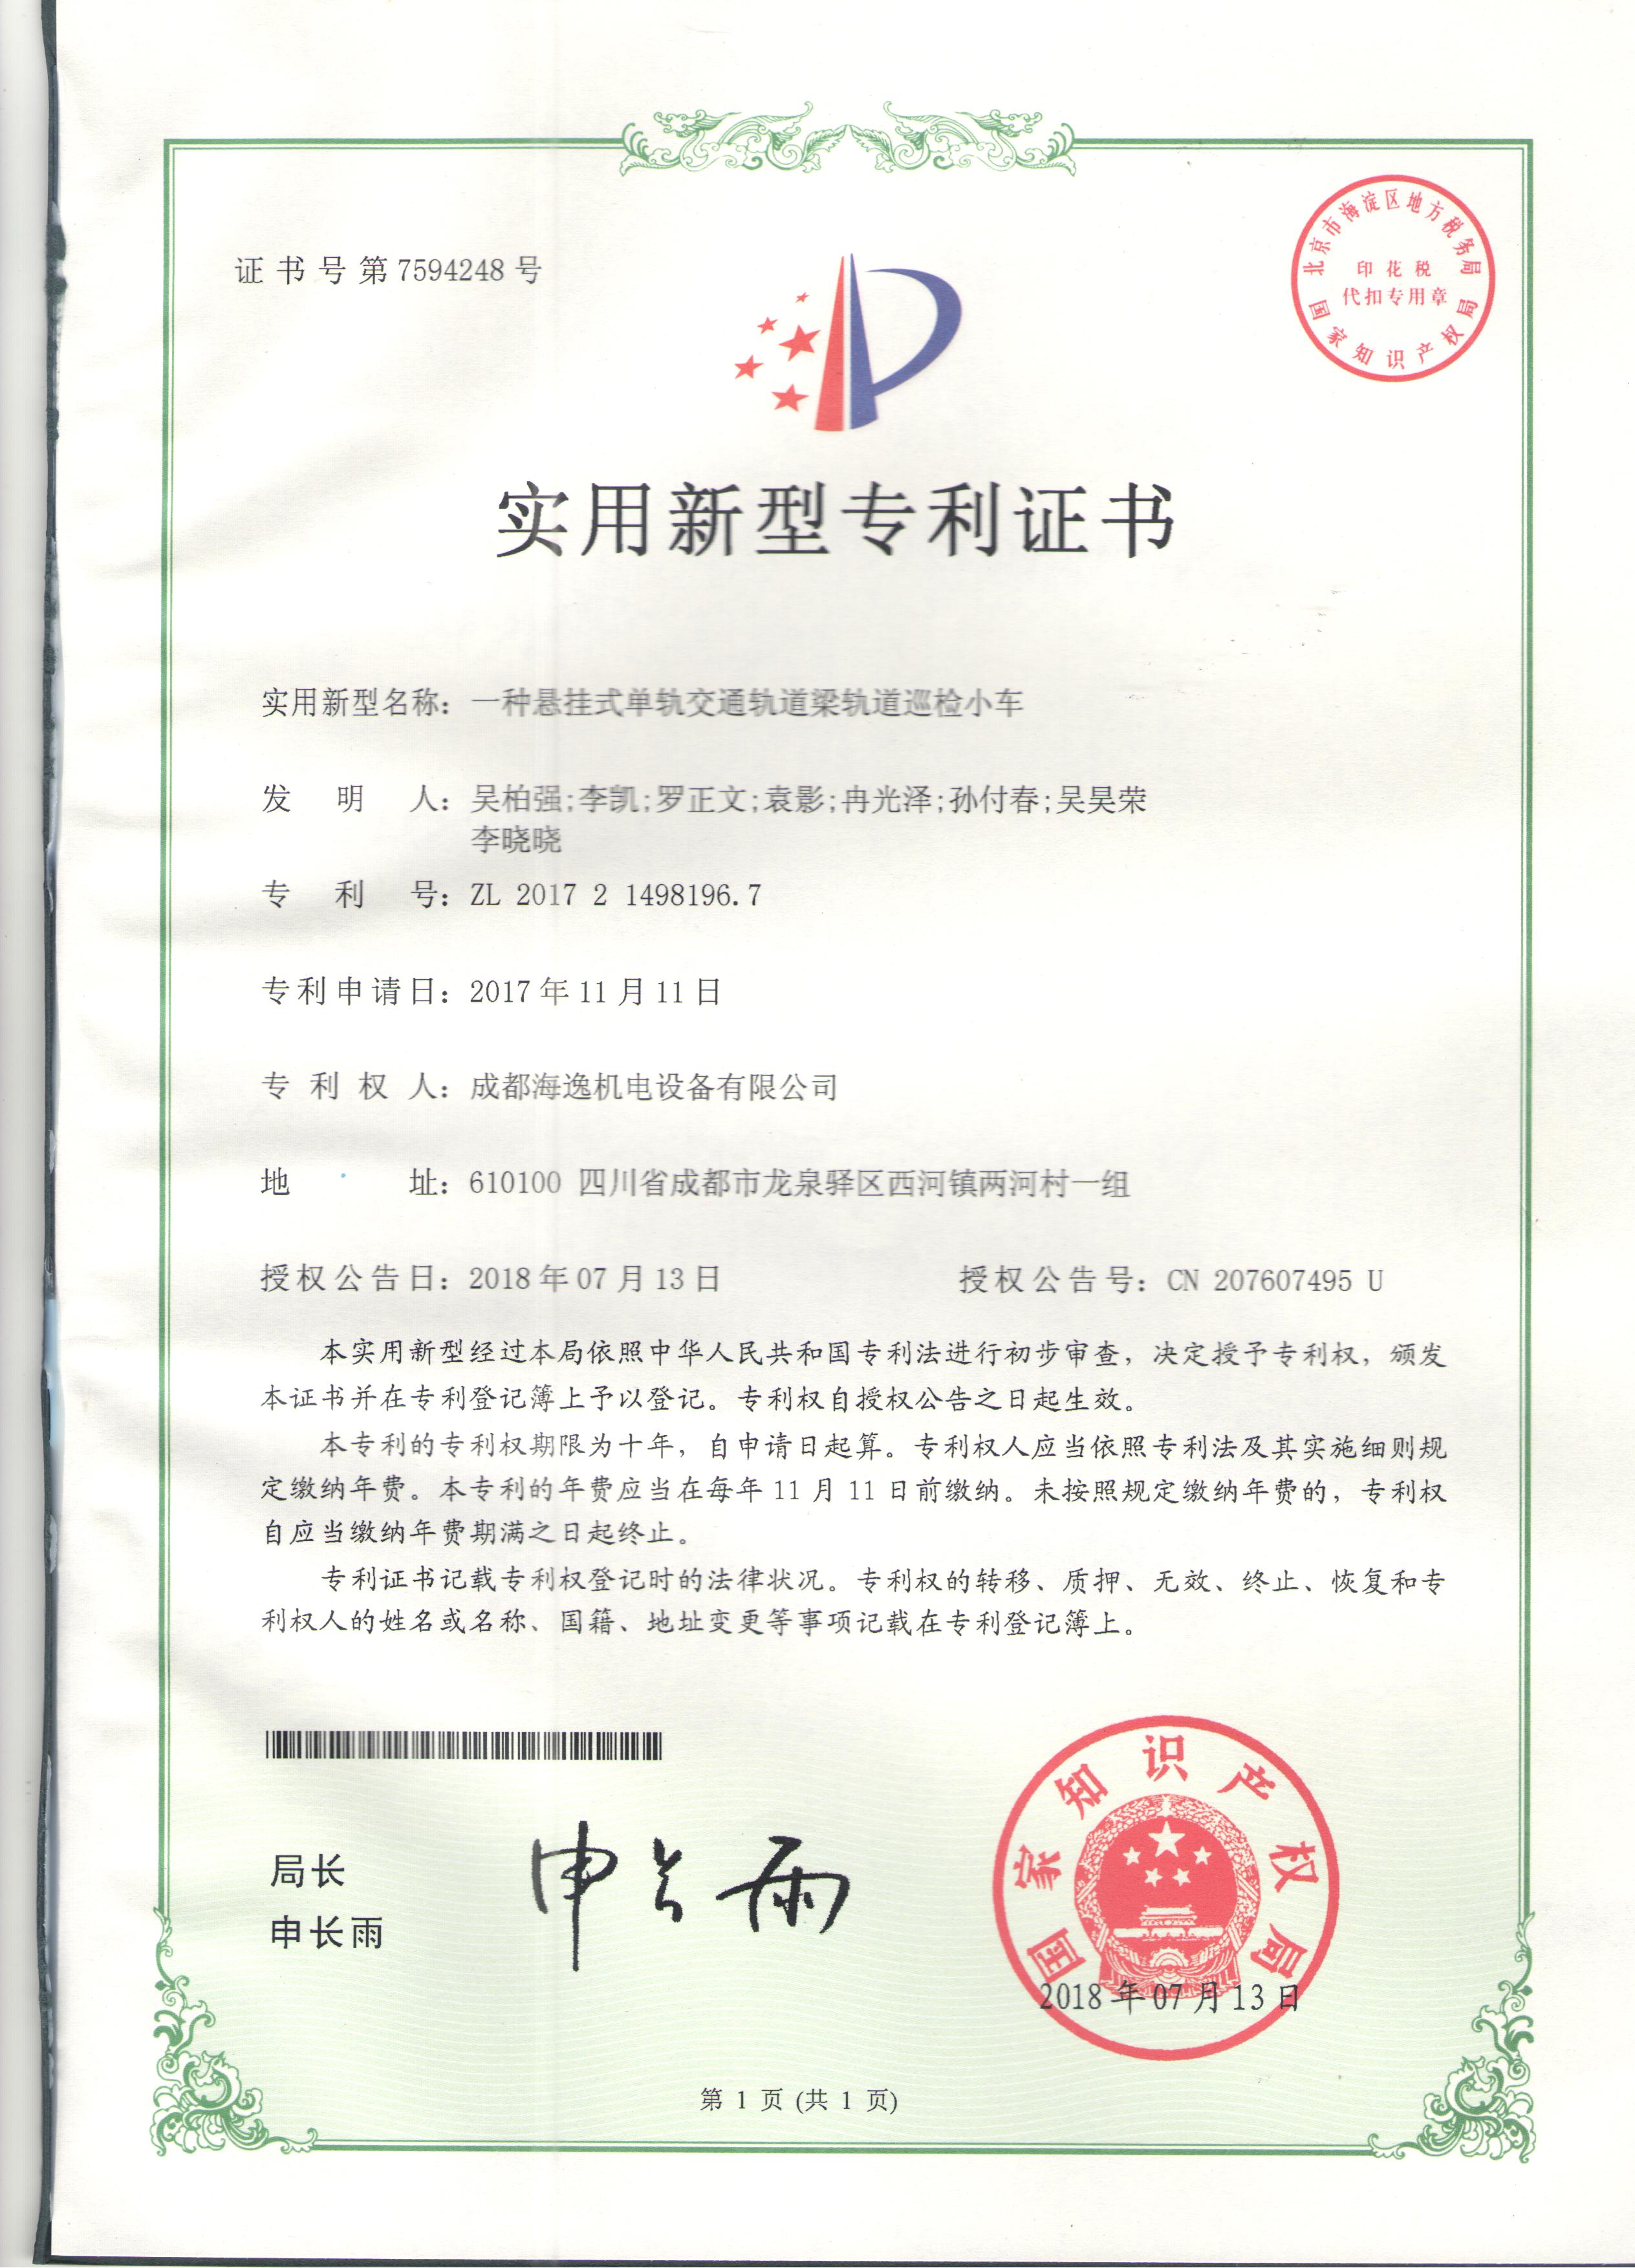 证书号第7594248号
北京市海淀区地方税务局
印花税
代扣专用章
国家知识产权局
实用新型专利证书
实用新型名称：一种悬挂式单轨交通轨道梁轨道巡检小车
发明人：吴柏强;李凯;罗正文;袁影;冉光泽;孙付春;吴昊荣
李晓晓
专利号：ZL 2017 2 1498196.7
专利申请日：2017年11月11日
专利权人：成都海逸机电设备有限公司
地址：610100 四川省成都市龙泉驿区西河镇两河村一组
授权公告日：2018年07月13日 授权公告号：CN 207607495 U
本实用新型经过本局依照中华人民共和国专利法进行初步审查，决定授予专利权，颁发
本证书并在专利登记簿上予以登记。专利权自授权公告之日起生效。
本专利的专利权期限为十年，自申请日起算。专利权人应当依照专利法及其实施细则规
定缴纳年费。本专利的年费应当在每年11月11日前缴纳。未按照规定缴纳年费的，专利权
自应当缴纳年费期满之日起终止。
专利证书记载专利权登记时的法律状况。专利权的转移、质押、无效、终止、恢复和专
利权人的姓名或名称、国籍、地址变更等事项记载在专利登记簿上。
局长
申长雨
申长雨
国家知识产权局
2018年07月13日
第 1 页 (共 1 页)